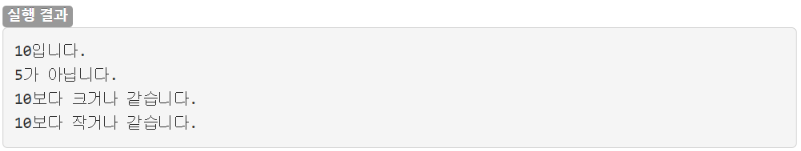 실행 결과
10입니다.
5가 아닙니다.
10보다 크거나 같습니다.
10보다 작거나 같습니다.